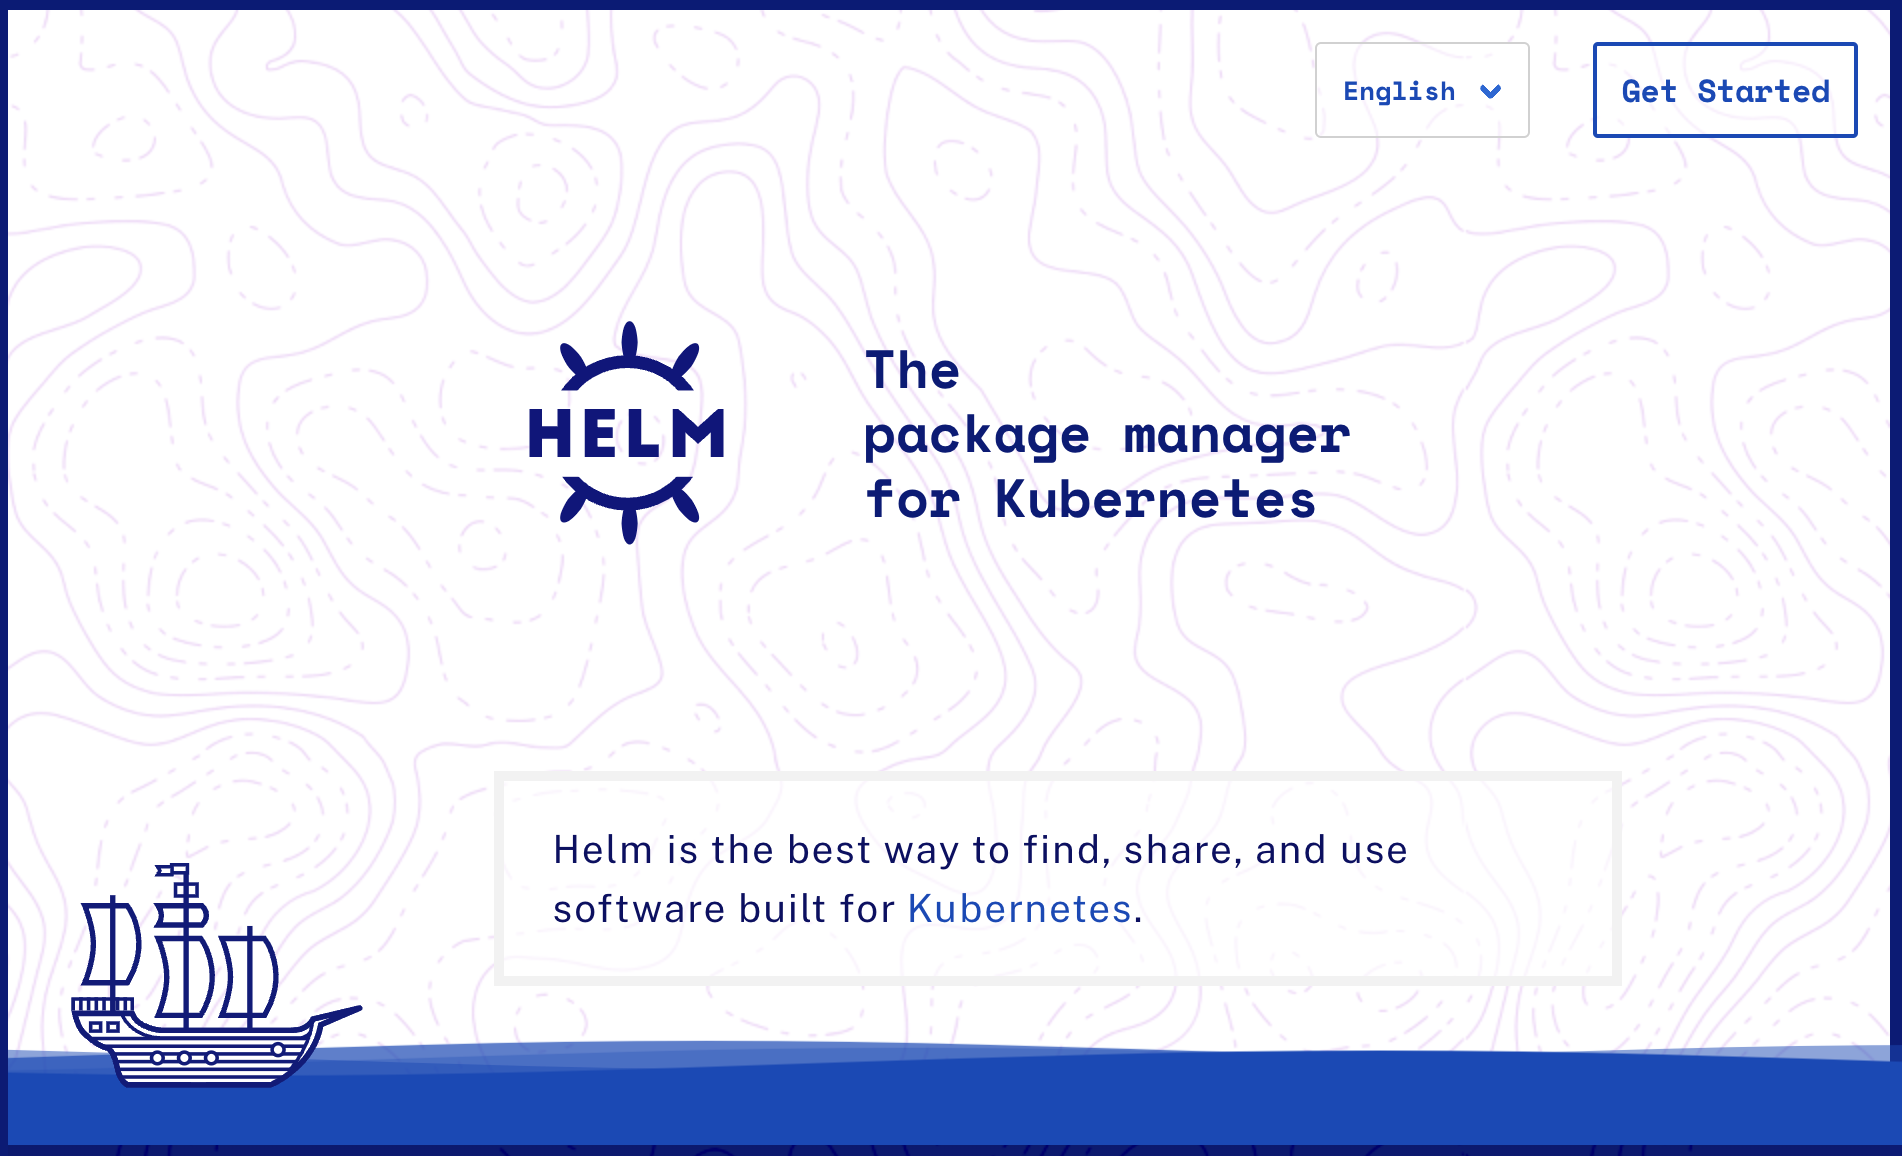 English
Get Started
HELM
The
package manager
for Kubernetes
Helm is the best way to find, share, and use
software built for Kubernetes.